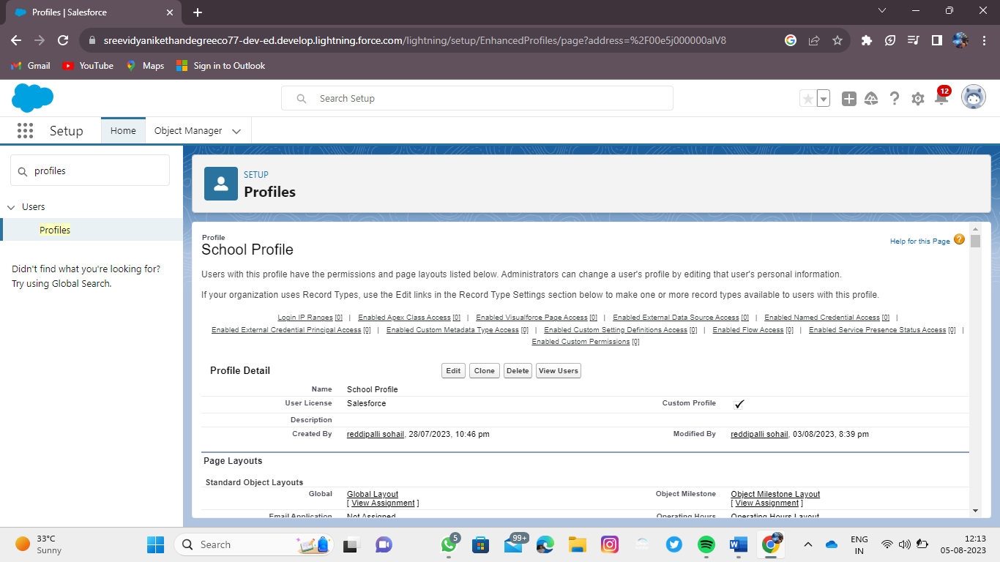 Profiles | Salesforce
sreevidyanikethandegreeco77-dev-ed.develop.lightning.force.com/lightning/setup/EnhancedProfiles/page?address=%2F00e5j000000alV8
Gmail YouTube Maps Sign in to Outlook
Search Setup
12
Setup Home Object Manager
profiles
Users
Profiles
Didn't find what you're looking for?
Try using Global Search.
SETUP
Profiles
Profile
School Profile
Help for this Page
Users with this profile have the permissions and page layouts listed below. Administrators can change a user's profile by editing that user's personal information.
If your organization uses Record Types, use the Edit links in the Record Type Settings section below to make one or more record types available to users with this profile.
Login IP Ranges [0] | Enabled Apex Class Access [0] | Enabled Visualforce Page Access [0] | Enabled External Data Source Access [0] | Enabled Named Credential Access [0] |
Enabled External Credential Principal Access [0] | Enabled Custom Metadata Type Access [0] | Enabled Custom Setting Definitions Access [0] | Enabled Flow Access [0] | Enabled Service Presence Status Access [0] |
Enabled Custom Permissions [0]
Profile Detail Edit Clone Delete View Users
Name School Profile
User License Salesforce Custom Profile
Description
Created By reddipalli sohail, 28/07/2023, 10:46 pm Modified By reddipalli sohail, 03/08/2023, 8:39 pm
Page Layouts
Standard Object Layouts
Global Global Layout Object Milestone Object Milestone Layout
[ View Assignment ] [ View Assignment ]
Email Application Not Assigned Operating Hours Operating Hours Layout
33°C
Sunny
Search
5
99+
ENG
IN
12:13
05-08-2023